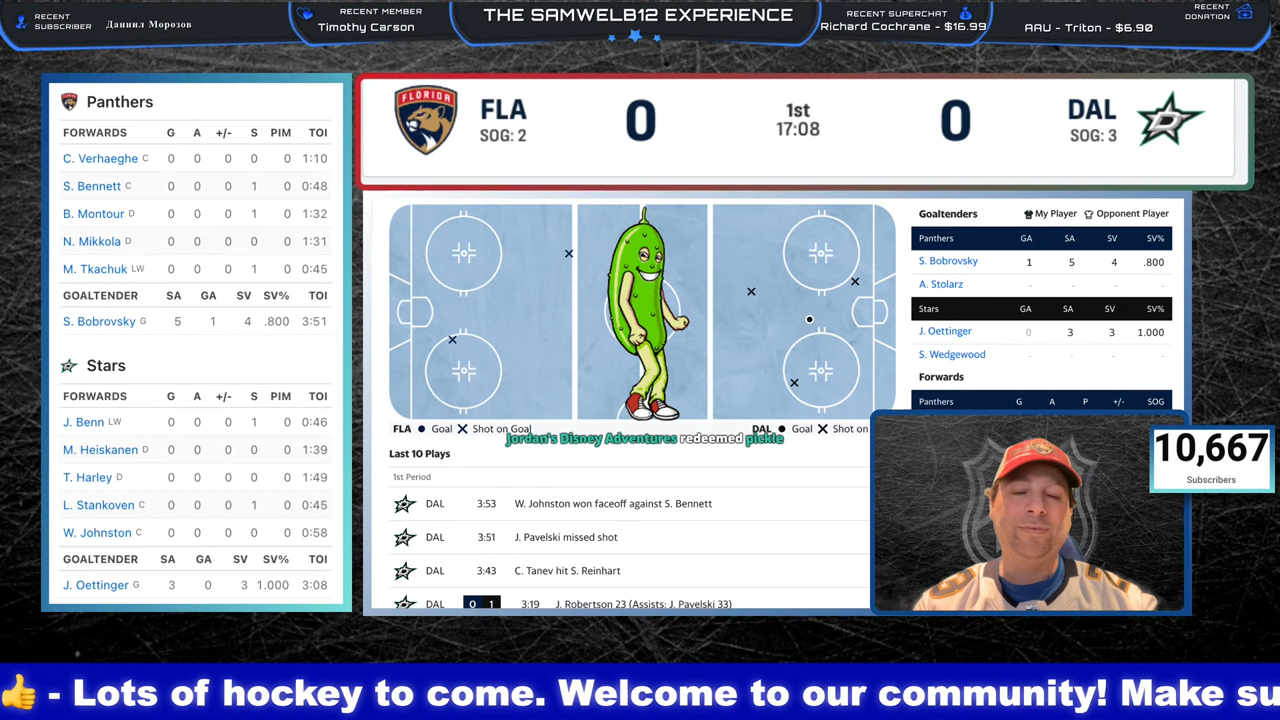 RECENT
SUBSCRIBER
Даниил Морозов
RECENT MEMBER
Timothy Carson
THE SAMWELB12 EXPERIENCE
RECENT SUPERCHAT
Richard Cochrane - $16.99
AAU - Triton - $6.90
RECENT
DONATION
Panthers
FORWARDS G A +/- S PIM TOI
C. Verhaeghe C 0 0 0 0 0 1:10
S. Bennett C 0 0 0 1 0 0:48
B. Montour D 0 0 0 1 0 1:32
N. Mikkola D 0 0 0 0 0 1:31
M. Tkachuk LW 0 0 0 1 0 0:45
GOALTENDER SA GA SV SV% TOI
S. Bobrovsky G 5 1 4 .800 3:51
Stars
FORWARDS G A +/- S PIM TOI
J. Benn LW 0 0 0 1 0 0:46
M. Heiskanen D 0 0 0 0 0 1:39
T. Harley D 0 0 0 0 0 1:49
L. Stankoven C 0 0 0 1 0 0:45
W. Johnston C 0 0 0 0 0 0:58
GOALTENDER SA GA SV SV% TOI
J. Oettinger G 3 0 3 1.000 3:08
FLORIDA
FLA
SOG: 2
0
1st
17:08
0
DAL
SOG: 3
D
Goaltenders My Player Opponent Player
Panthers GA SA SV SV%
S. Bobrovsky 1 5 4 .800
A. Stolarz - - - -
Stars GA SA SV SV%
J. Oettinger 0 3 3 1.000
S. Wedgewood - - - -
Forwards
Panthers G A P +/- SOG
FLA Goal Shot on Goal
DAL Goal Shot on
Jordan's Disney Adventures redeemed pickle
Last 10 Plays
1st Period
DAL 3:53 W. Johnston won faceoff against S. Bennett
DAL 3:51 J. Pavelski missed shot
DAL 3:43 C. Tanev hit S. Reinhart
DAL 0 1 3:19 J. Robertson 23 (Assists: J. Pavelski 33)
10,667
Subscribers
👍 - Lots of hockey to come. Welcome to our community! Make su